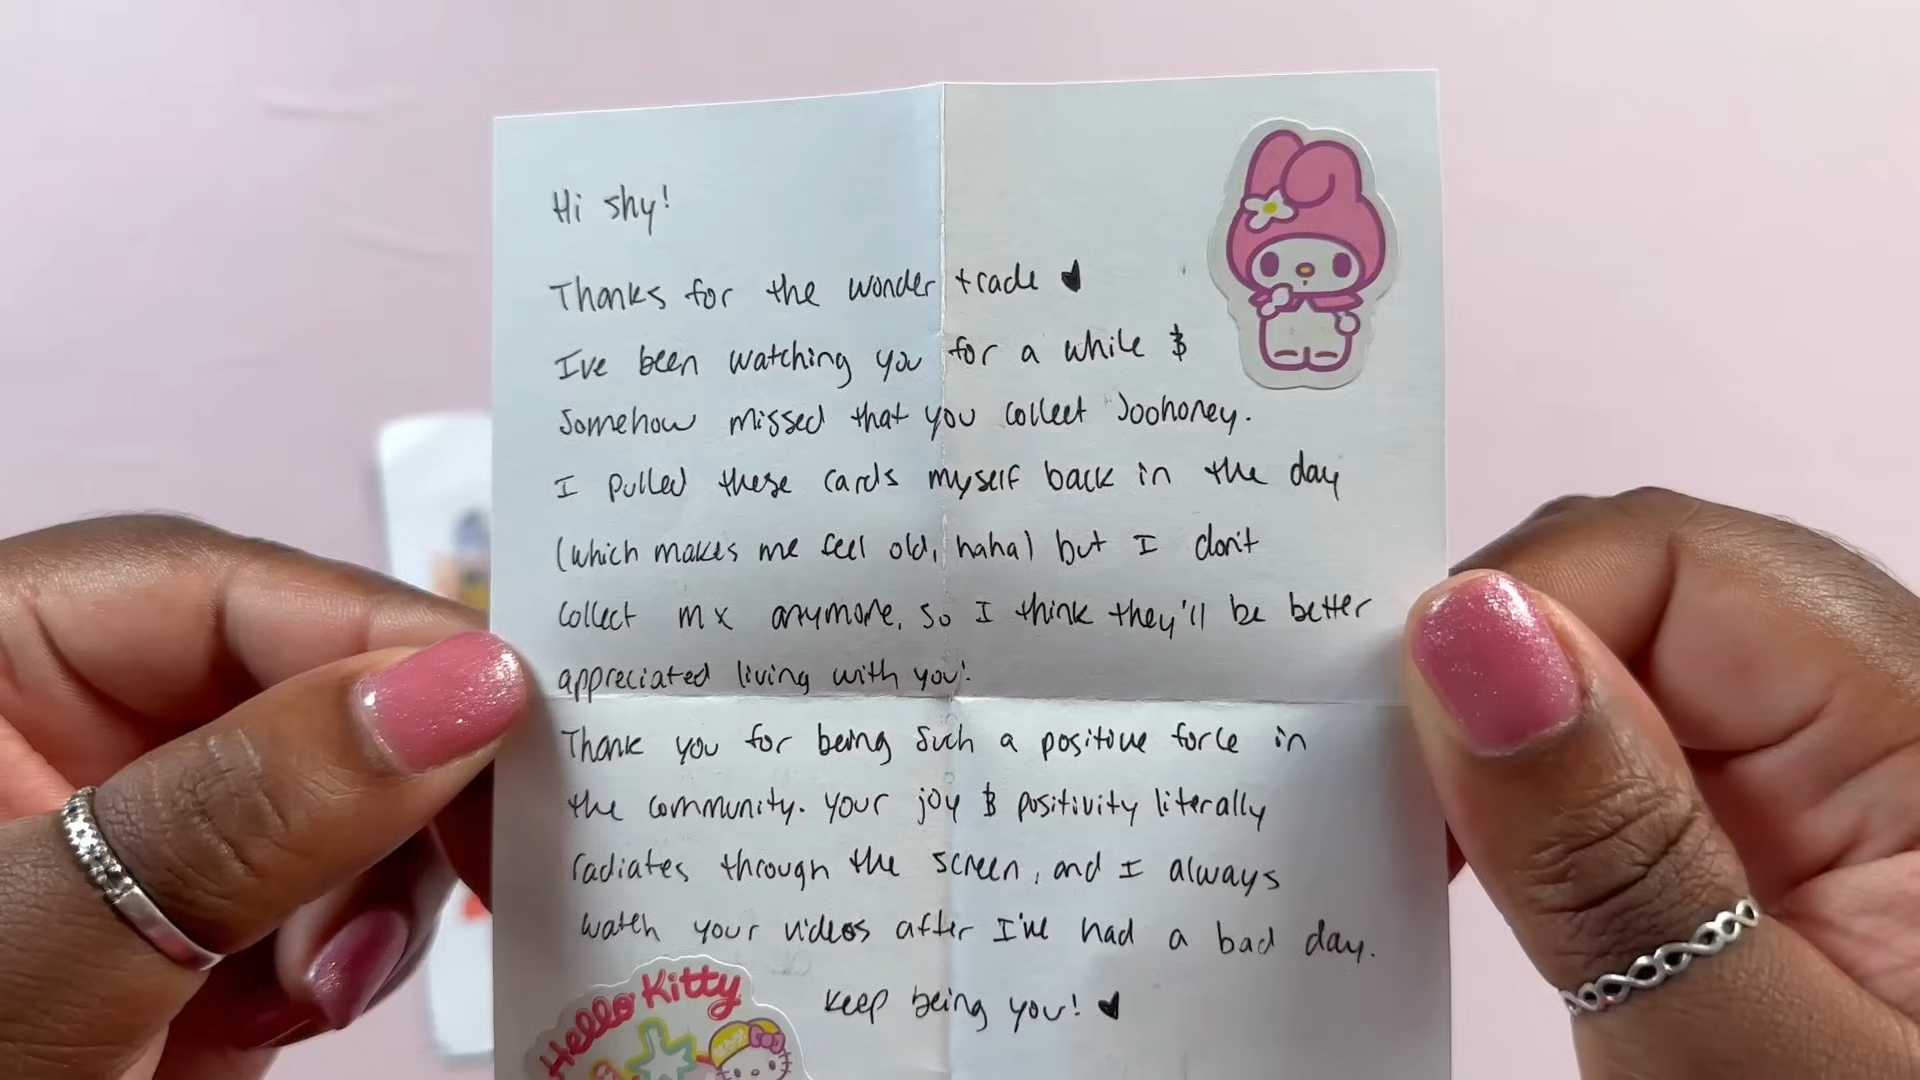 Hi shy!
Thanks for the wonder trade ♥
I've been watching you for a while &
somehow missed that you collect Joohoney.
I pulled these cards myself back in the day
(which makes me feel old, haha) but I don't
collect mx anymore, so I think they'll be better
appreciated living with you!
Thank you for being such a positive force in
the community. Your joy & positivity literally
radiates through the screen, and I always
watch your videos after I've had a bad day.
Keep being you! ♥
Hello Kitty